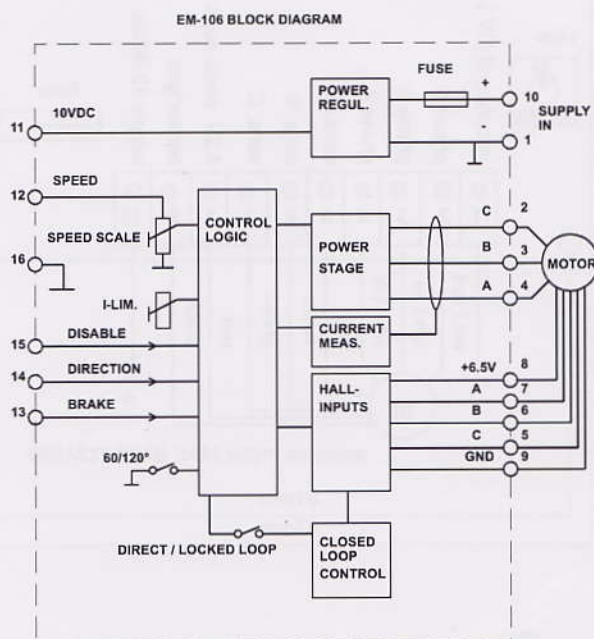 EM-106 BLOCK DIAGRAM
POWER
REGUL.
FUSE
+
10
-
1
SUPPLY
IN
10VDC
11
12
SPEED
SPEED SCALE
16
I-LIM.
15
DISABLE
14
DIRECTION
13
BRAKE
60/120°
DIRECT / LOCKED LOOP
CONTROL
LOGIC
POWER
STAGE
CURRENT
MEAS.
HALL-
INPUTS
CLOSED
LOOP
CONTROL
C
2
B
3
A
4
MOTOR
+6.5V
8
A
7
B
6
C
5
GND
9